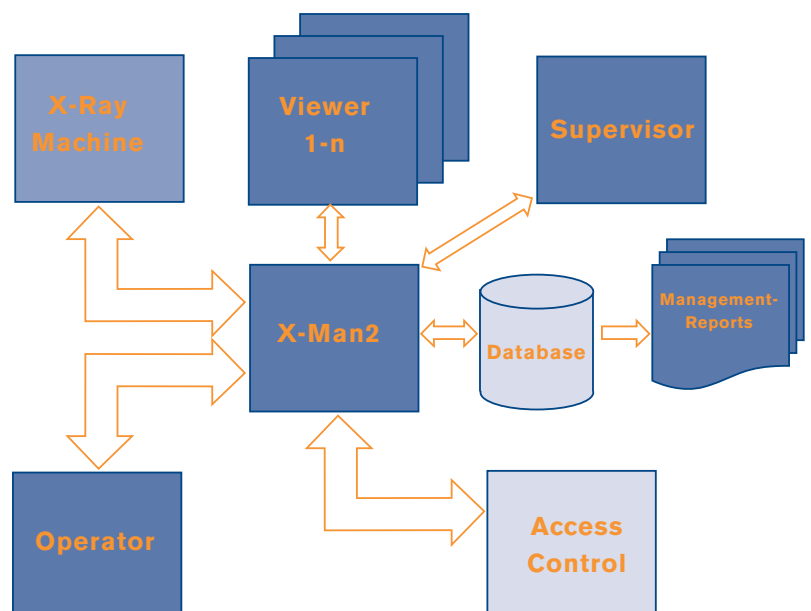 X-Ray
Machine
Viewer
1-n
Supervisor
X-Man2
Database
Management-
Reports
Operator
Access
Control